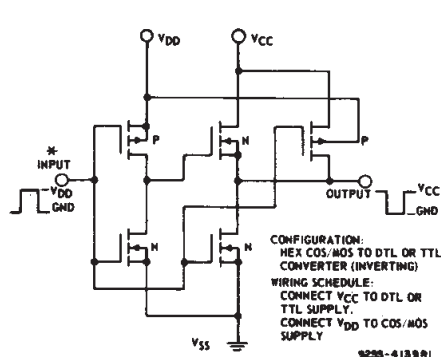 VDD
VCC
P
N
P
*
INPUT
VDD
GND
OUTPUT
VCC
GND
N
N
CONFIGURATION:
HEX COS/MOS TO DTL OR TTL
CONVERTER (INVERTING)
WIRING SCHEDULE:
CONNECT VCC TO DTL OR
TTL SUPPLY.
CONNECT VDD TO COS/MOS
SUPPLY
VSS